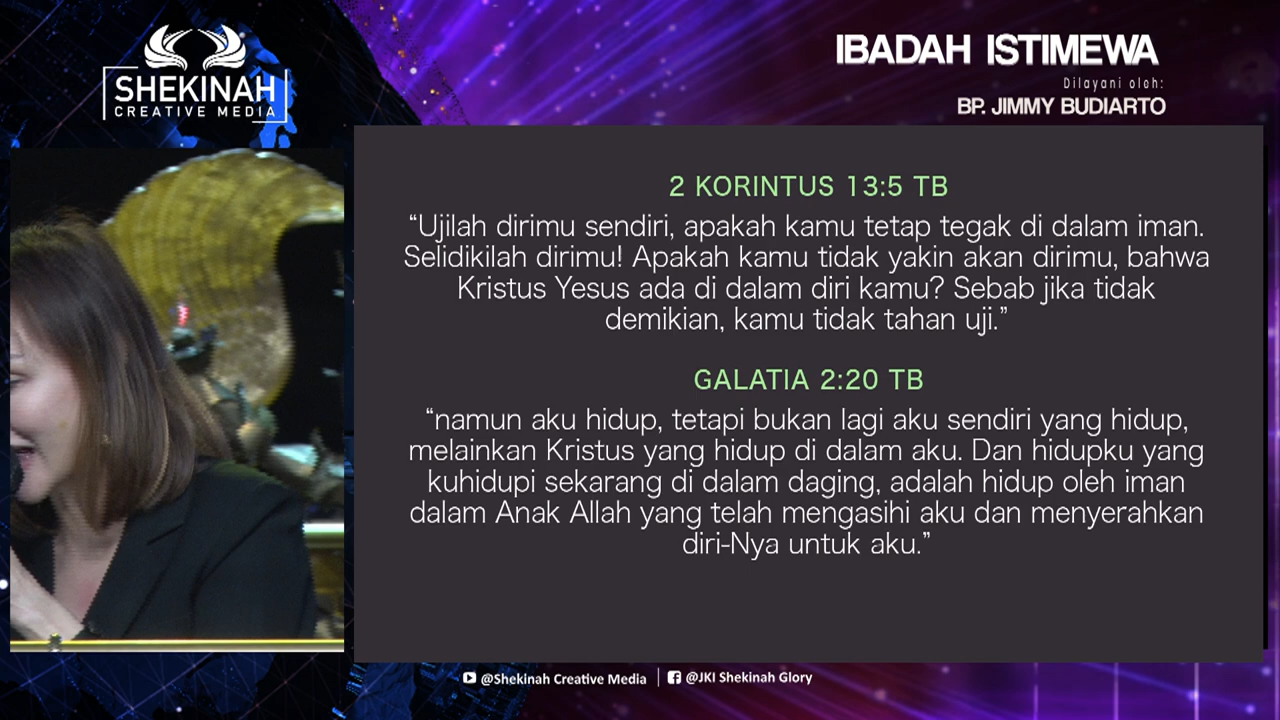 SHEKINAH
CREATIVE MEDIA
IBADAH ISTIMEWA
Dilayani oleh:
BP. JIMMY BUDIARTO
2 KORINTUS 13:5 TB
“Ujilah dirimu sendiri, apakah kamu tetap tegak di dalam iman.
Selidikilah dirimu! Apakah kamu tidak yakin akan dirimu, bahwa
Kristus Yesus ada di dalam diri kamu? Sebab jika tidak
demikian, kamu tidak tahan uji.”
GALATIA 2:20 TB
“namun aku hidup, tetapi bukan lagi aku sendiri yang hidup,
melainkan Kristus yang hidup di dalam aku. Dan hidupku yang
kuhidupi sekarang di dalam daging, adalah hidup oleh iman
dalam Anak Allah yang telah mengasihi aku dan menyerahkan
diri-Nya untuk aku.”
@Shekinah Creative Media | @JKI Shekinah Glory